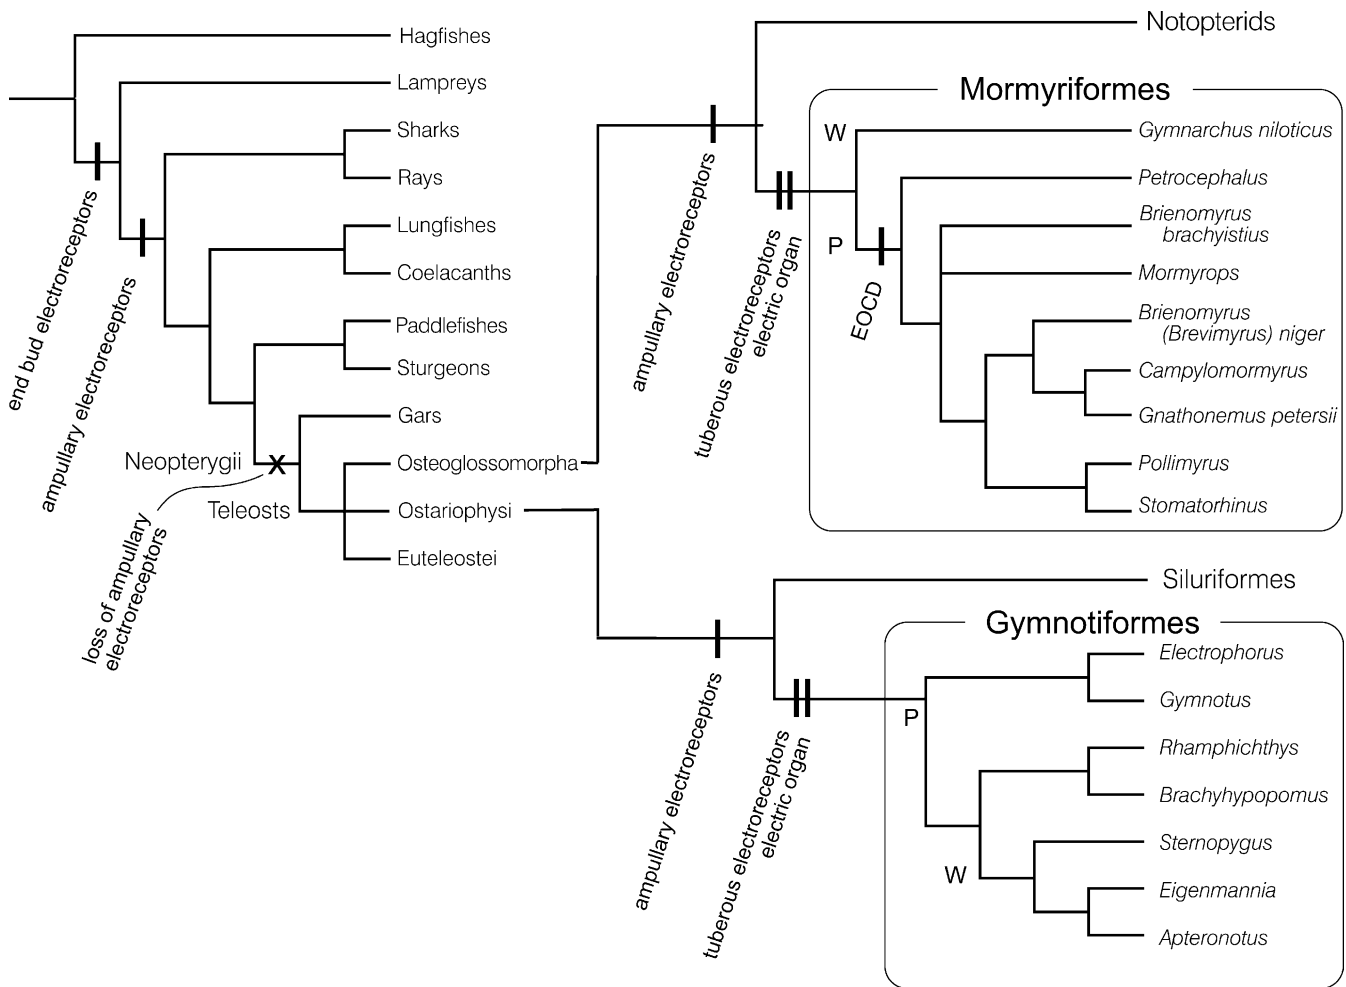 Hagfishes
Lampreys
Sharks
Rays
Lungfishes
Coelacanths
Paddlefishes
Sturgeons
Gars
Osteoglossomorpha
Ostariophysi
Euteleostei
end bud electroreceptors
ampullary electroreceptors
Neopterygii
X
Teleosts
loss of ampullary
electroreceptors
ampullary electroreceptors
tuberous electroreceptors
electric organ
Notopterids
Mormyriformes
W
Gymnarchus niloticus
Petrocephalus
P
EOCD
Brienomyrus
brachyistius
Mormyrops
Brienomyrus
(Brevimyrus) niger
Campylomormyrus
Gnathonemus petersii
Pollimyrus
Stomatorhinus
ampullary electroreceptors
tuberous electroreceptors
electric organ
Siluriformes
Gymnotiformes
Electrophorus
Gymnotus
P
Rhamphichthys
Brachyhypopomus
Sternopygus
W
Eigenmannia
Apteronotus